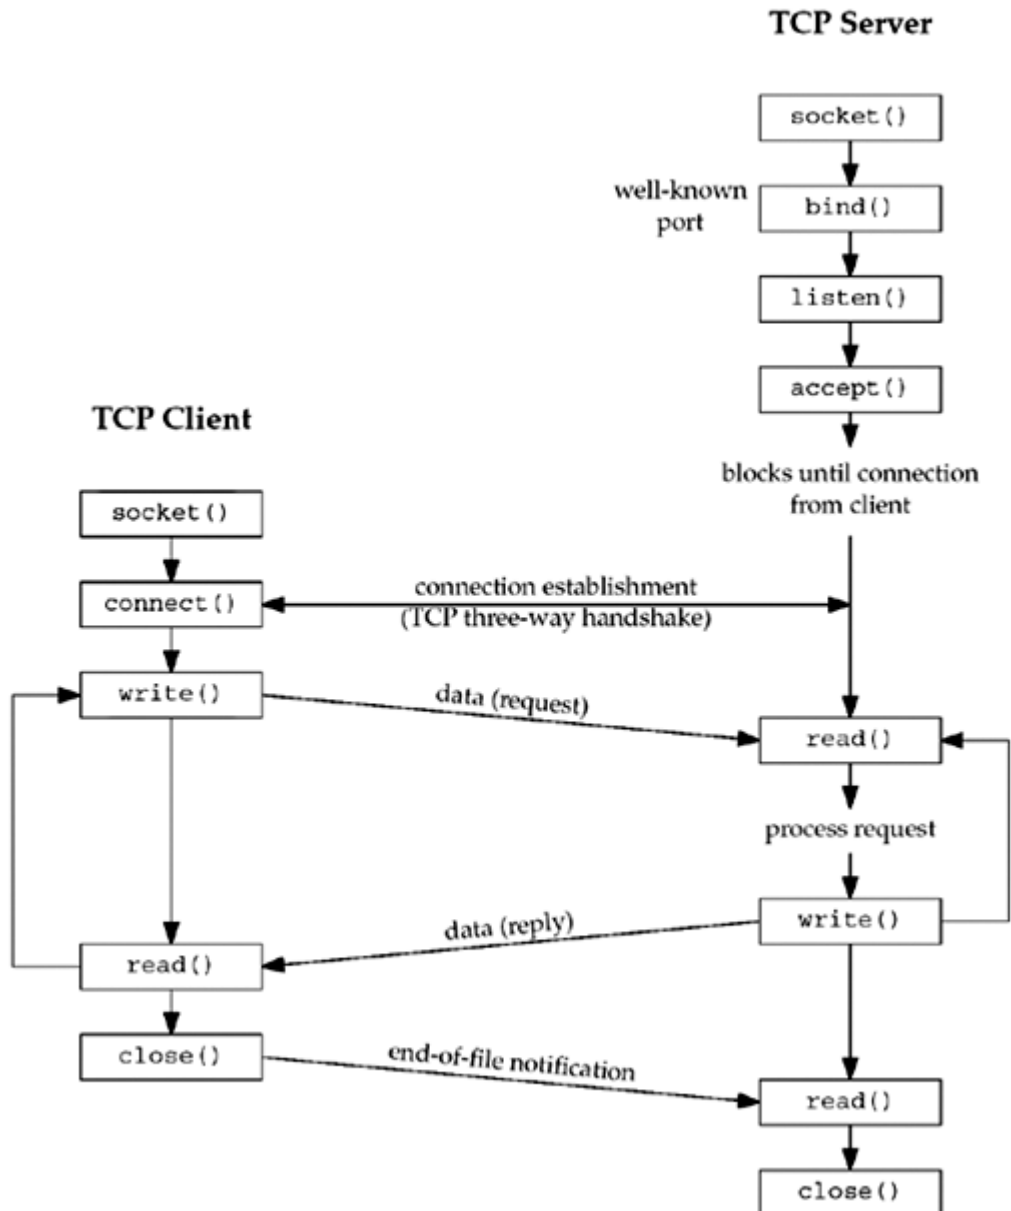 TCP Server
socket()
well-known
port
bind()
listen()
accept()
TCP Client
blocks until connection
from client
socket()
connection establishment
(TCP three-way handshake)
connect()
write()
data (request)
read()
process request
write()
data (reply)
read()
close()
end-of-file notification
read()
close()